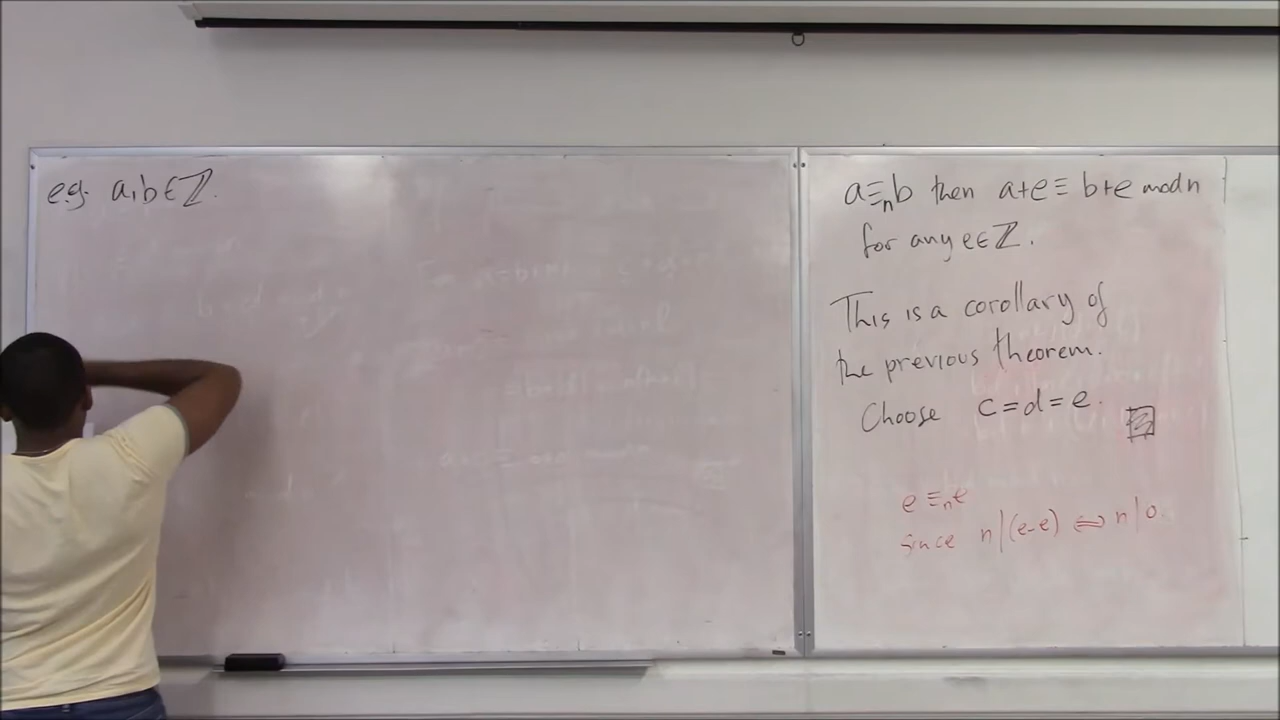 e.g. a,b ∈ ℤ.
a ≡ₙ b then a+e ≡ b+e mod n
for any e ∈ ℤ.
This is a corollary of
the previous theorem.
Choose c = d = e.
e ≡ₙ e
since n | (e-e) ⇔ n | 0.